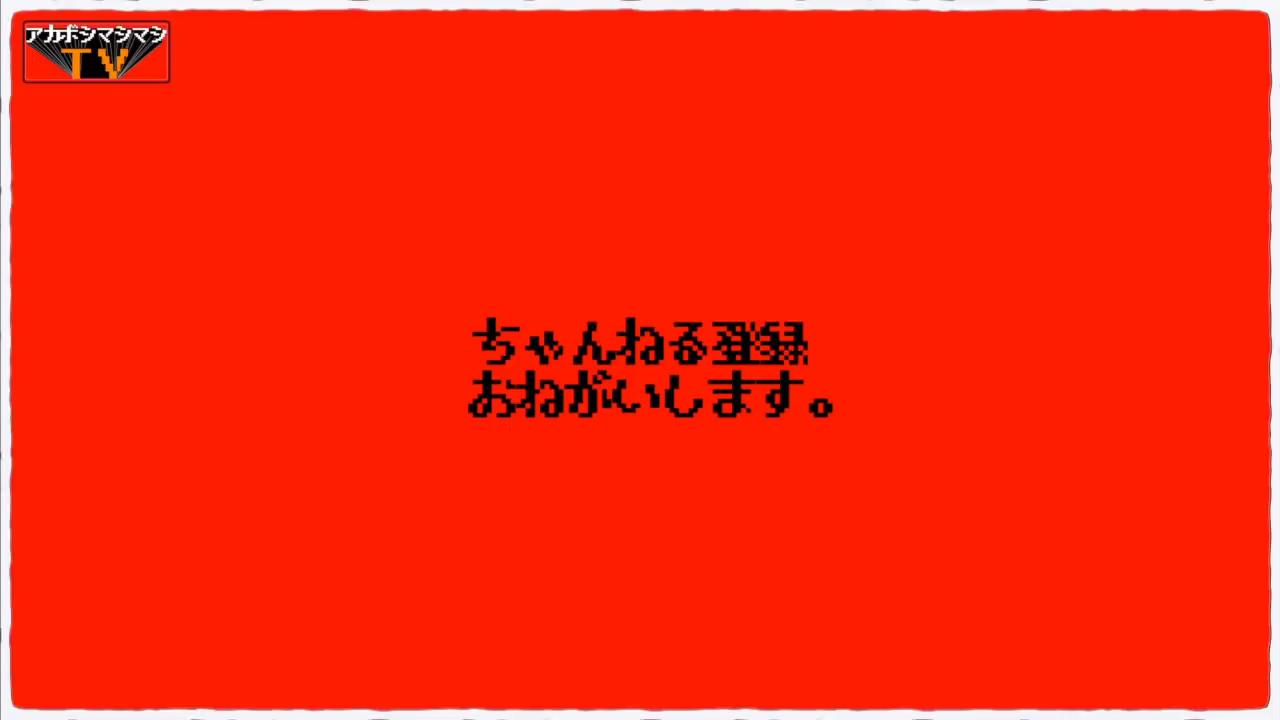 アカボシマシマシ
TV
ちゃんねる登録
おねがいします。